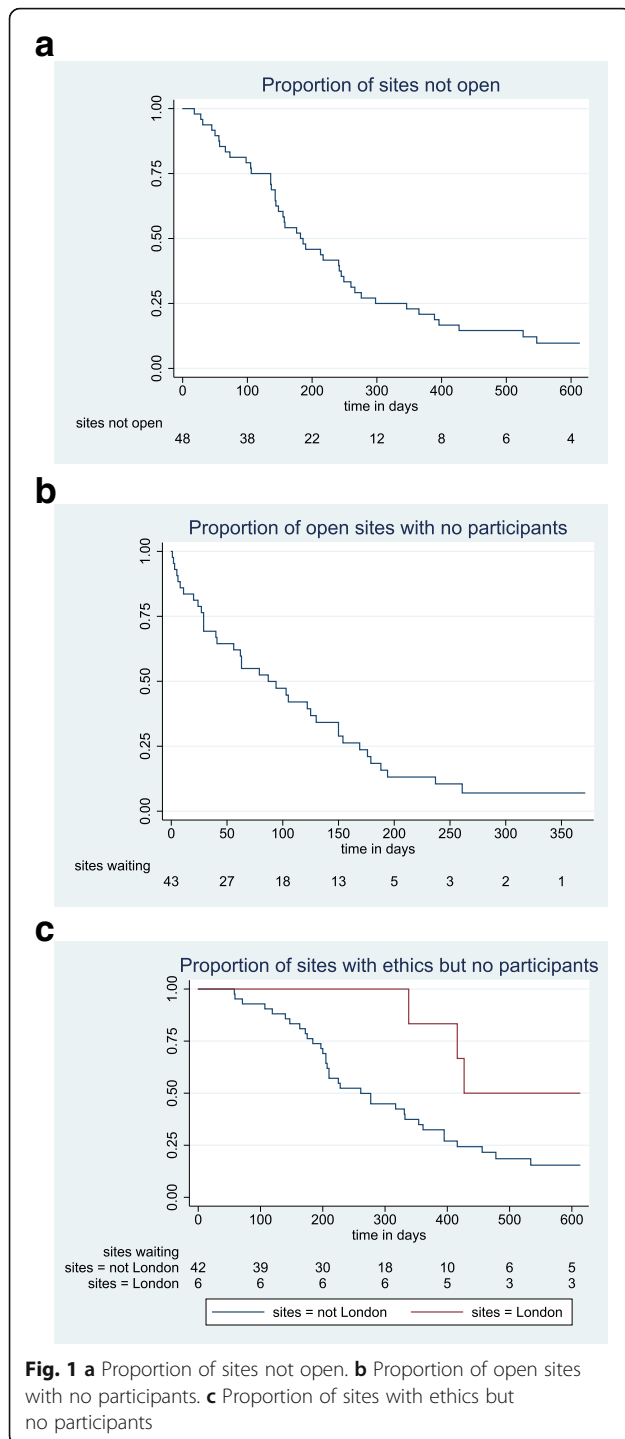 a
Proportion of sites not open
1.00
0.75
0.50
0.25
0.00
0 100 200 300 400 500 600
time in days
sites not open
48 38 22 12 8 6 4
b
Proportion of open sites with no participants
1.00
0.75
0.50
0.25
0.00
0 50 100 150 200 250 300 350
time in days
sites waiting
43 27 18 13 5 3 2 1
c
Proportion of sites with ethics but no participants
1.00
0.75
0.50
0.25
0.00
0 100 200 300 400 500 600
time in days
sites waiting
sites = not London 42 39 30 18 10 6 5
sites = London 6 6 6 6 5 3 3
sites = not London sites = London
Fig. 1 a Proportion of sites not open. b Proportion of open sites
with no participants. c Proportion of sites with ethics but
no participants